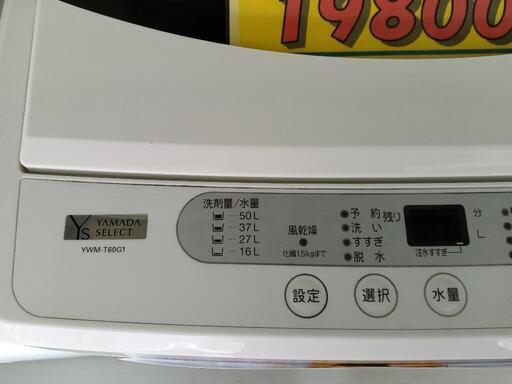 19800
YAMADA
SELECT
YWM-T60G1
洗剤量/水量
50L
37L
27L
16L
風乾燥
化繊1.5kgまで
予約
洗い
すすぎ
脱水
残り
分
L
注水すすぎ
設定
選択
水量